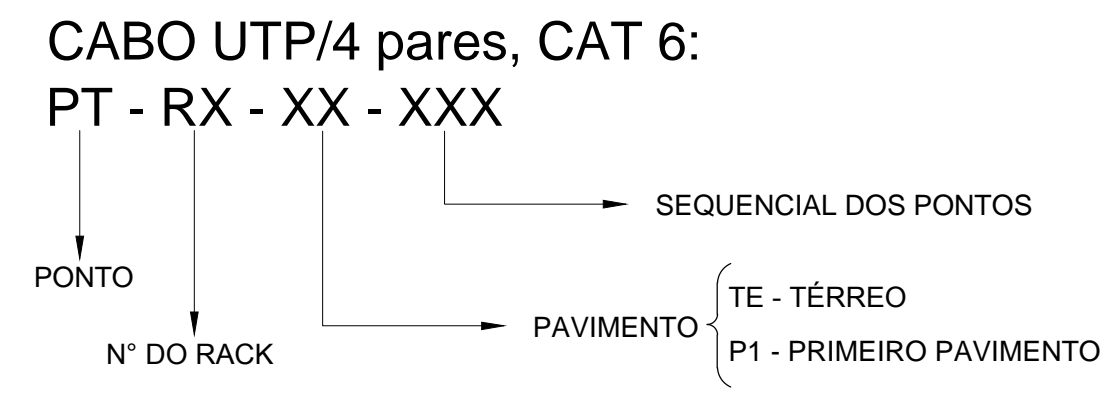 CABO UTP/4 pares, CAT 6:
PT - RX - XX - XXX
SEQUENCIAL DOS PONTOS
PONTO
TE - TÉRREO
PAVIMENTO
P1 - PRIMEIRO PAVIMENTO
N° DO RACK